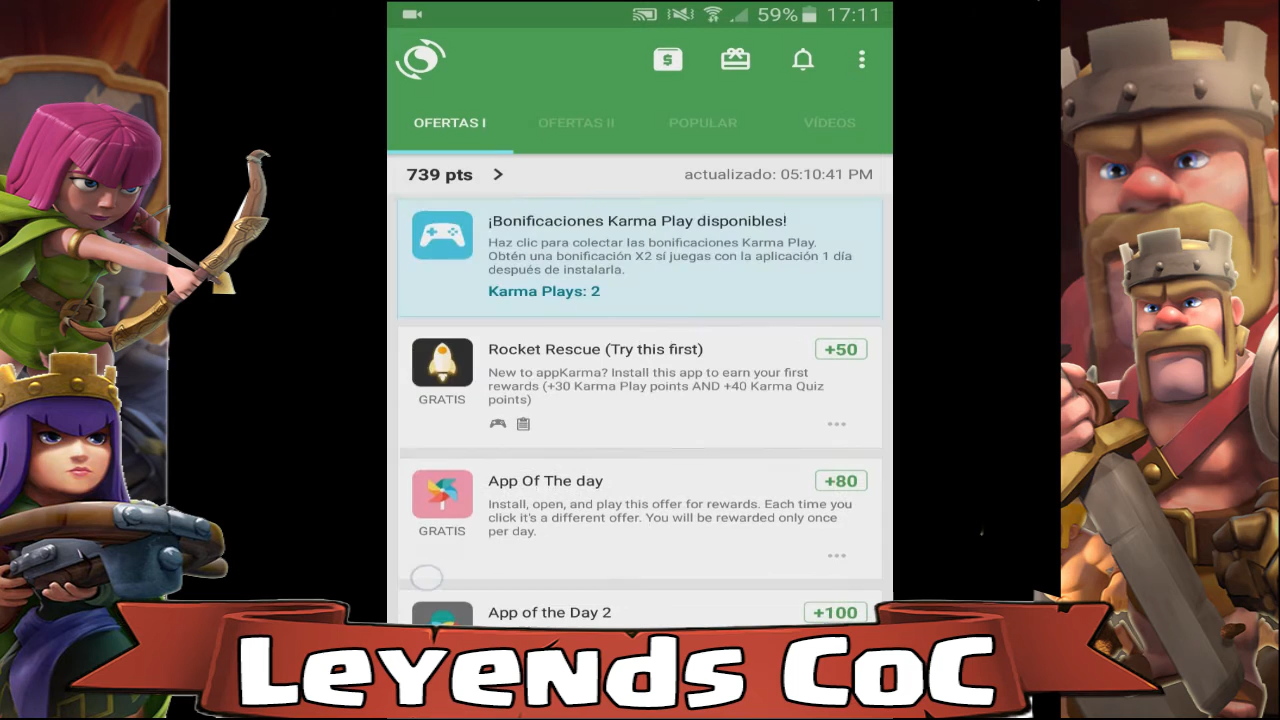 59% 17:11
OFERTAS I OFERTAS II POPULAR VÍDEOS
739 pts > actualizado: 05:10:41 PM
¡Bonificaciones Karma Play disponibles!
Haz clic para colectar las bonificaciones Karma Play.
Obtén una bonificación X2 sí juegas con la aplicación 1 día
después de instalarla.
Karma Plays: 2
Rocket Rescue (Try this first) +50
New to appKarma? Install this app to earn your first
rewards (+30 Karma Play points AND +40 Karma Quiz
points)
GRATIS
App Of The day +80
Install, open, and play this offer for rewards. Each time you
click it's a different offer. You will be rewarded only once
per day.
GRATIS
App of the Day 2 +100
Leyends CoC